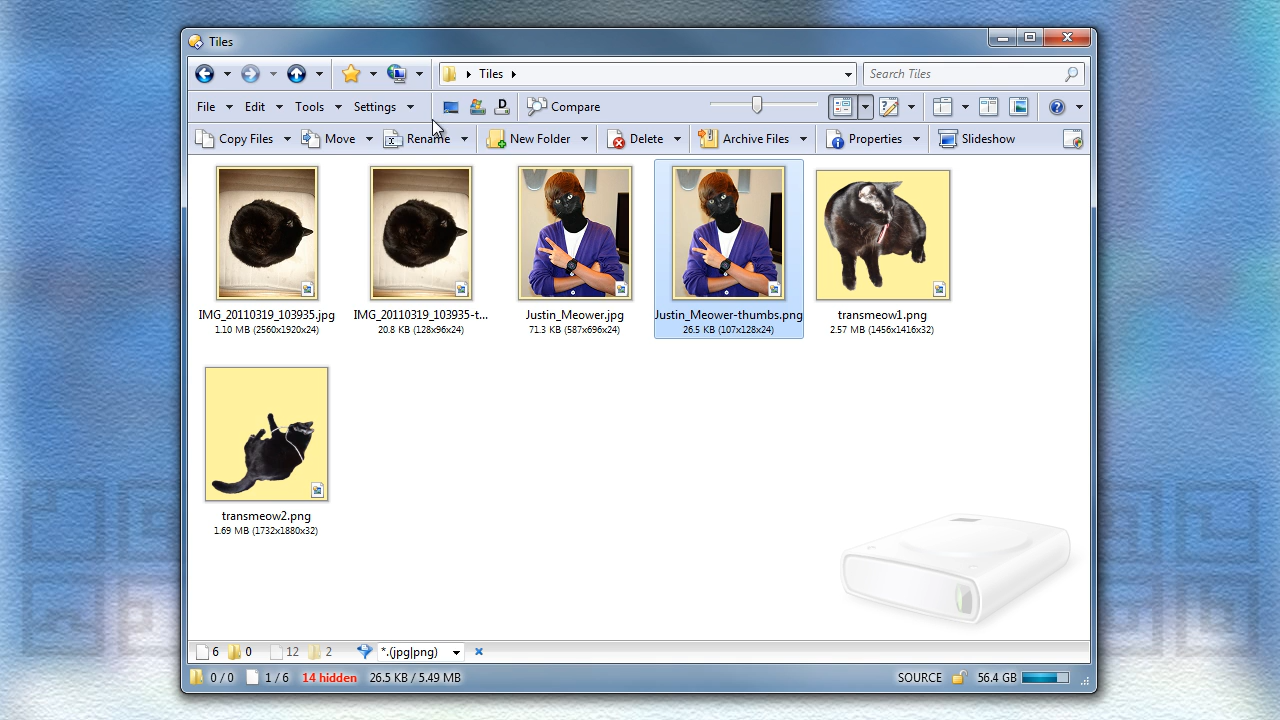 Tiles
Tiles
Search Tiles
File Edit Tools Settings D Compare
Copy Files Move Rename New Folder Delete Archive Files Properties Slideshow
IMG_20110319_103935.jpg IMG_20110319_103935-t... Justin_Meower.jpg Justin_Meower-thumbs.png transmeow1.png
1.10 MB (2560x1920x24) 20.8 KB (128x96x24) 71.3 KB (587x696x24) 26.5 KB (107x128x24) 2.57 MB (1456x1416x32)
transmeow2.png
1.69 MB (1732x1880x32)
6 0 12 2 *.(jpg|png)
0 / 0 1 / 6 14 hidden 26.5 KB / 5.49 MB SOURCE 56.4 GB